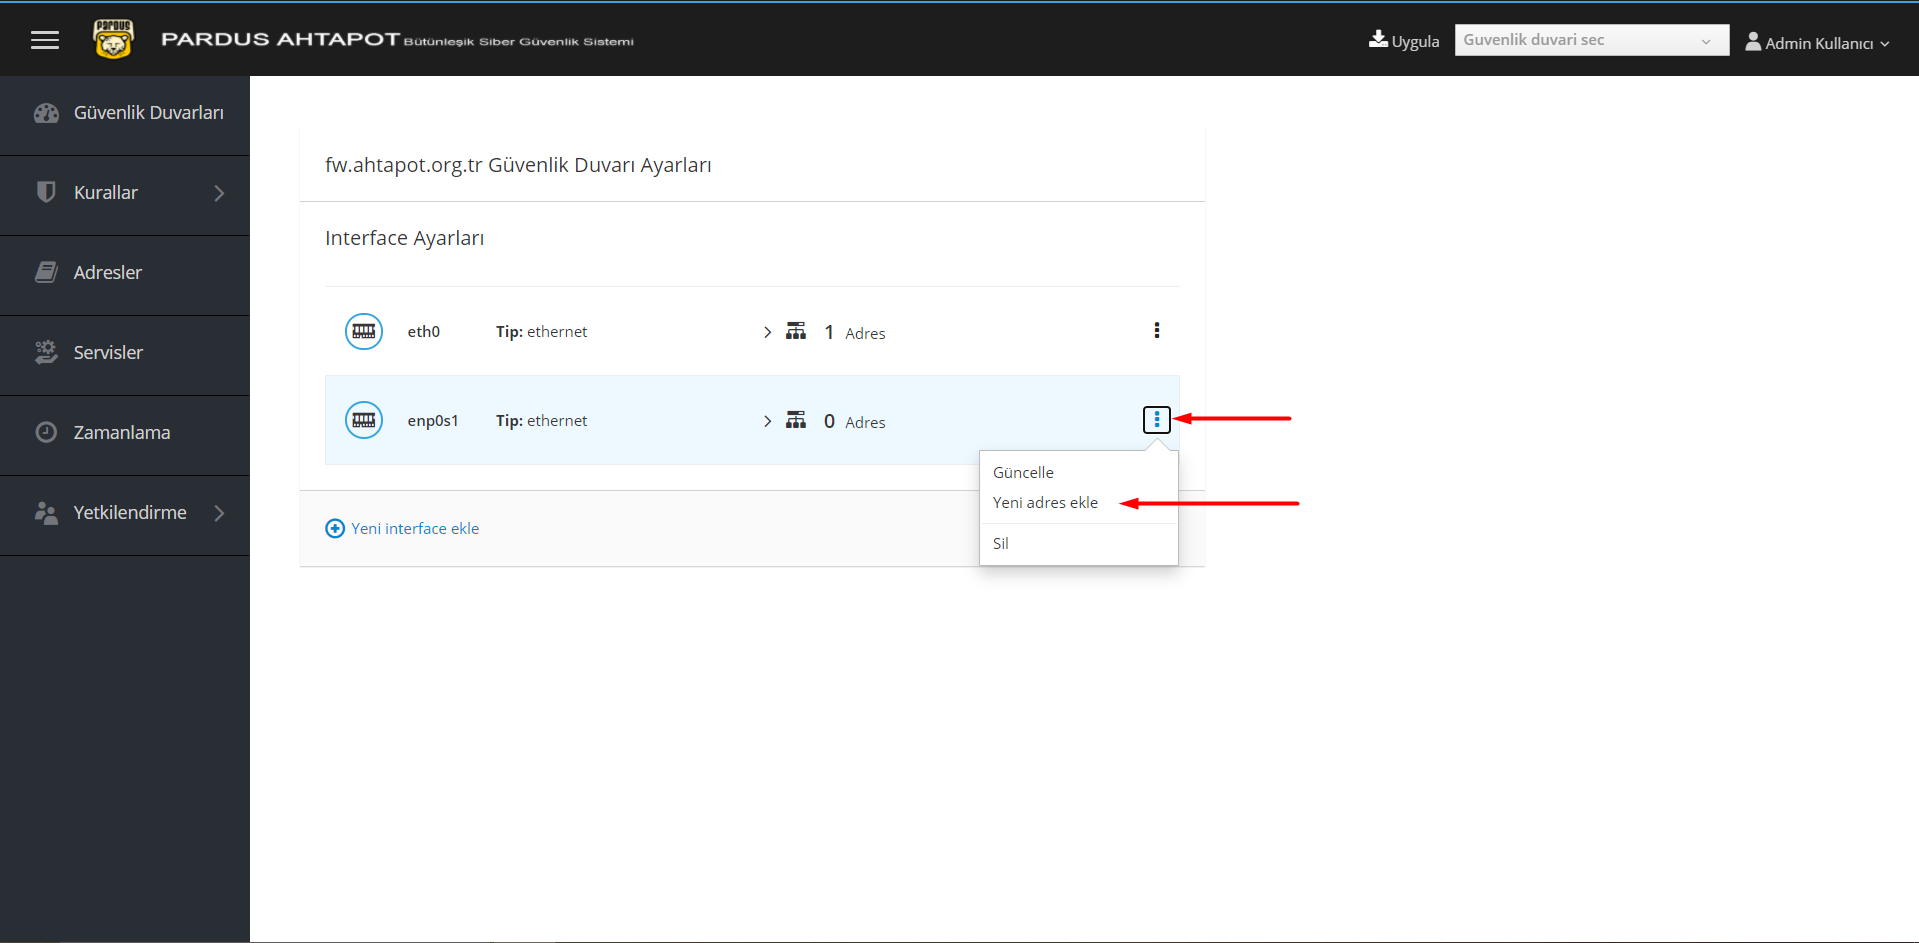 PARDUS
PARDUS AHTAPOT Bütünleşik Siber Güvenlik Sistemi
Uygula
Guvenlik duvari sec
Admin Kullanıcı
Güvenlik Duvarları
Kurallar
Adresler
Servisler
Zamanlama
Yetkilendirme
fw.ahtapot.org.tr Güvenlik Duvarı Ayarları
Interface Ayarları
eth0 Tip: ethernet 1 Adres
enp0s1 Tip: ethernet 0 Adres
Güncelle
Yeni adres ekle
Sil
Yeni interface ekle